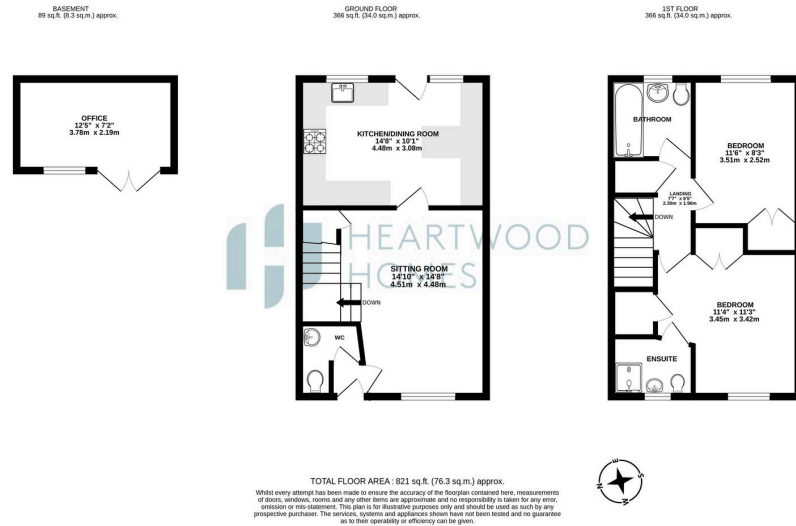 BASEMENT
89 sq.ft. (8.3 sq.m.) approx.
GROUND FLOOR
366 sq.ft. (34.0 sq.m.) approx.
1ST FLOOR
366 sq.ft. (34.0 sq.m.) approx.
OFFICE
12'5" x 7'2"
3.78m x 2.19m
KITCHEN/DINING ROOM
14'8" x 10'1"
4.48m x 3.08m
SITTING ROOM
14'10" x 14'8"
4.51m x 4.48m
DOWN
WC
BATHROOM
BEDROOM
11'6" x 8'3"
3.51m x 2.52m
LANDING
DOWN
BEDROOM
11'4" x 11'3"
3.45m x 3.42m
ENSUITE
HEARTWOOD
HOMES
TOTAL FLOOR AREA : 821 sq.ft. (76.3 sq.m.) approx.
Whilst every attempt has been made to ensure the accuracy of the floorplan contained here, measurements
of doors, windows, rooms and any other items are approximate and no responsibility is taken for any error,
omission or mis-statement. This plan is for illustrative purposes only and should be used as such by any
prospective purchaser. The services, systems and appliances shown have not been tested and no guarantee
as to their operability or efficiency can be given.
N
E
S
W